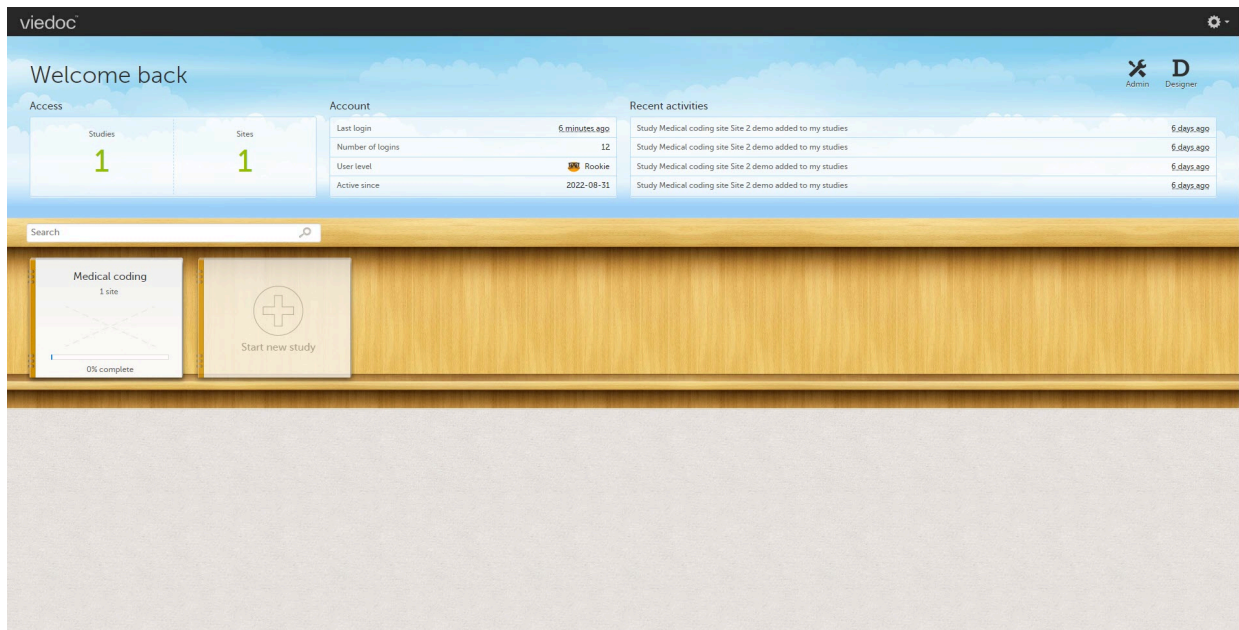 viedoc
Welcome back
Admin
Designer
Access
Studies
1
Sites
1
Account
Last login 6 minutes ago
Number of logins 12
User level Rookie
Active since 2022-08-31
Recent activities
Study Medical coding site Site 2 demo added to my studies 6 days ago
Study Medical coding site Site 2 demo added to my studies 6 days ago
Study Medical coding site Site 2 demo added to my studies 6 days ago
Study Medical coding site Site 2 demo added to my studies 6 days ago
Search
Medical coding
1 site
0% complete
Start new study